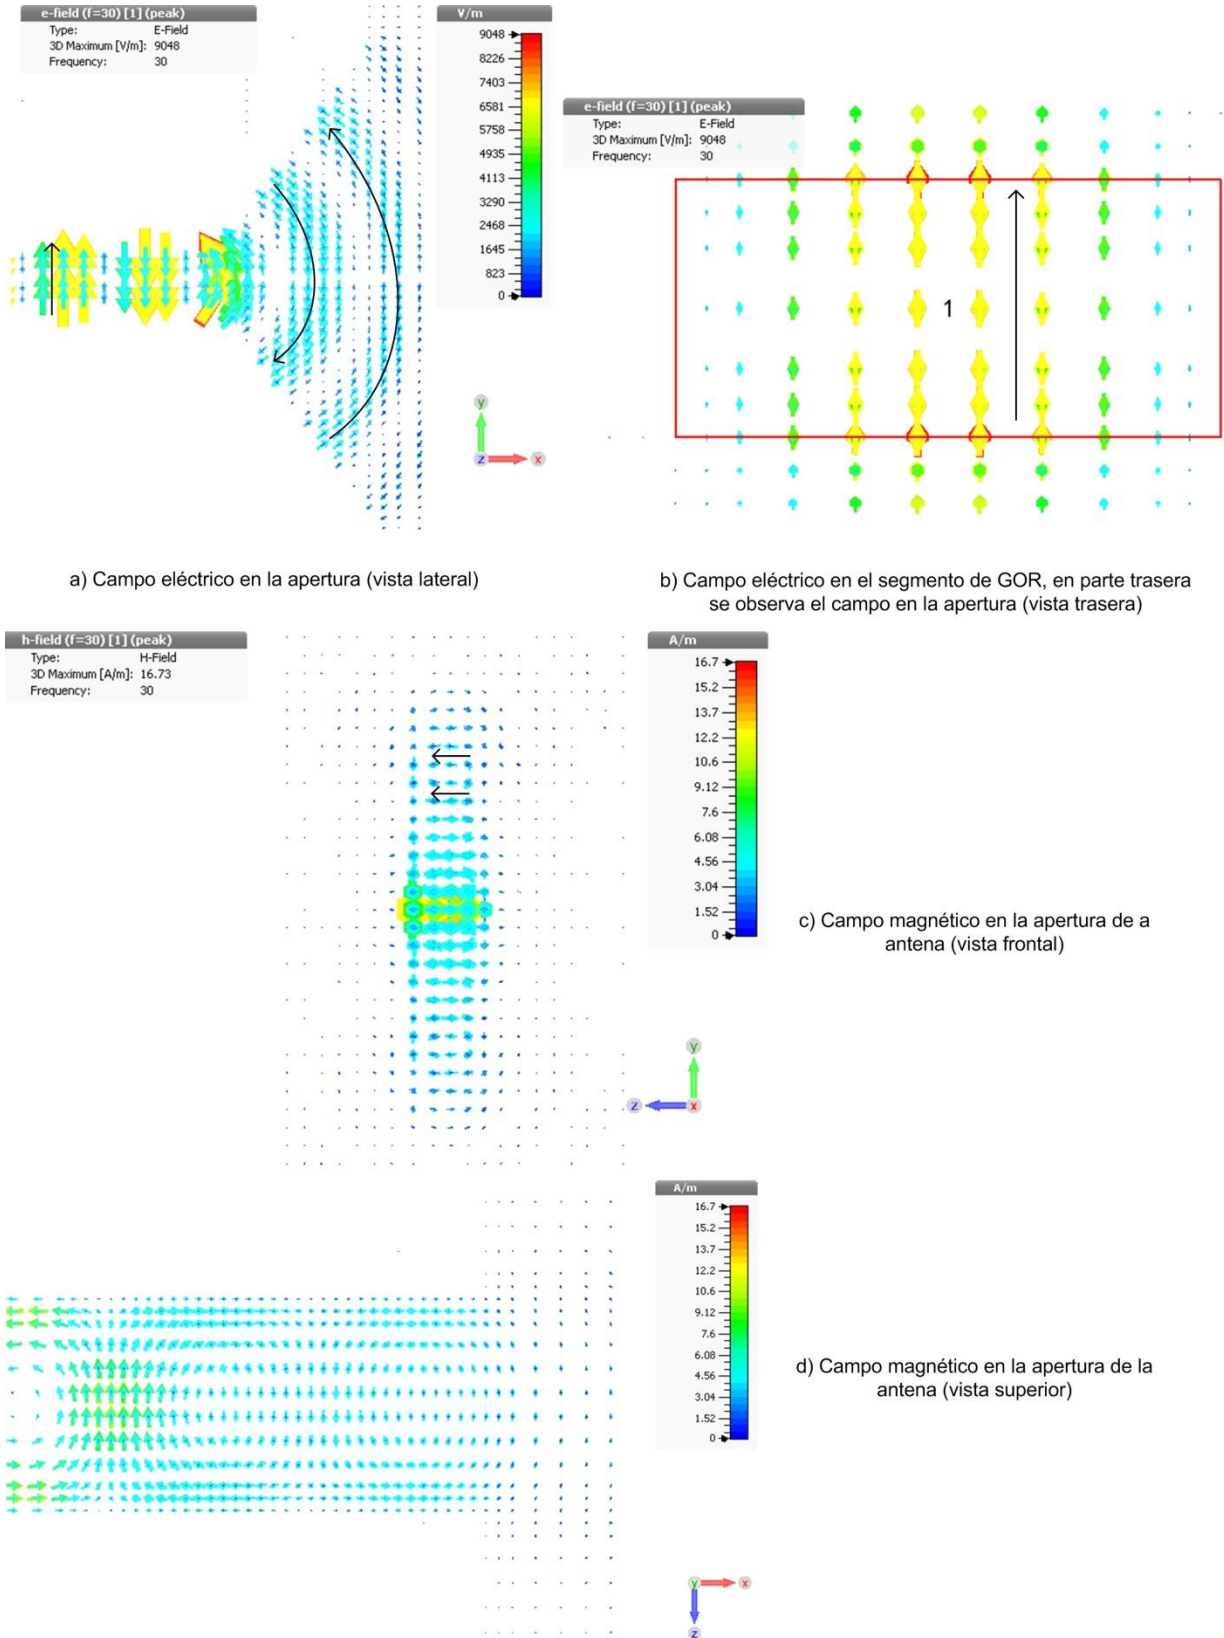 e-field (f=30) [1] (peak)
Type: E-Field
3D Maximum [V/m]: 9048
Frequency: 30
V/m
9048
8226
7403
6581
5758
4935
4113
3290
2468
1645
823
0
y
z
x
a) Campo eléctrico en la apertura (vista lateral)
e-field (f=30) [1] (peak)
Type: E-Field
3D Maximum [V/m]: 9048
Frequency: 30
1
b) Campo eléctrico en el segmento de GOR, en parte trasera
se observa el campo en la apertura (vista trasera)
h-field (f=30) [1] (peak)
Type: H-Field
3D Maximum [A/m]: 16.73
Frequency: 30
A/m
16.7
15.2
13.7
12.2
10.6
9.12
7.6
6.08
4.56
3.04
1.52
0
c) Campo magnético en la apertura de a
antena (vista frontal)
y
z
x
A/m
16.7
15.2
13.7
12.2
10.6
9.12
7.6
6.08
4.56
3.04
1.52
0
d) Campo magnético en la apertura de la
antena (vista superior)
y
x
z